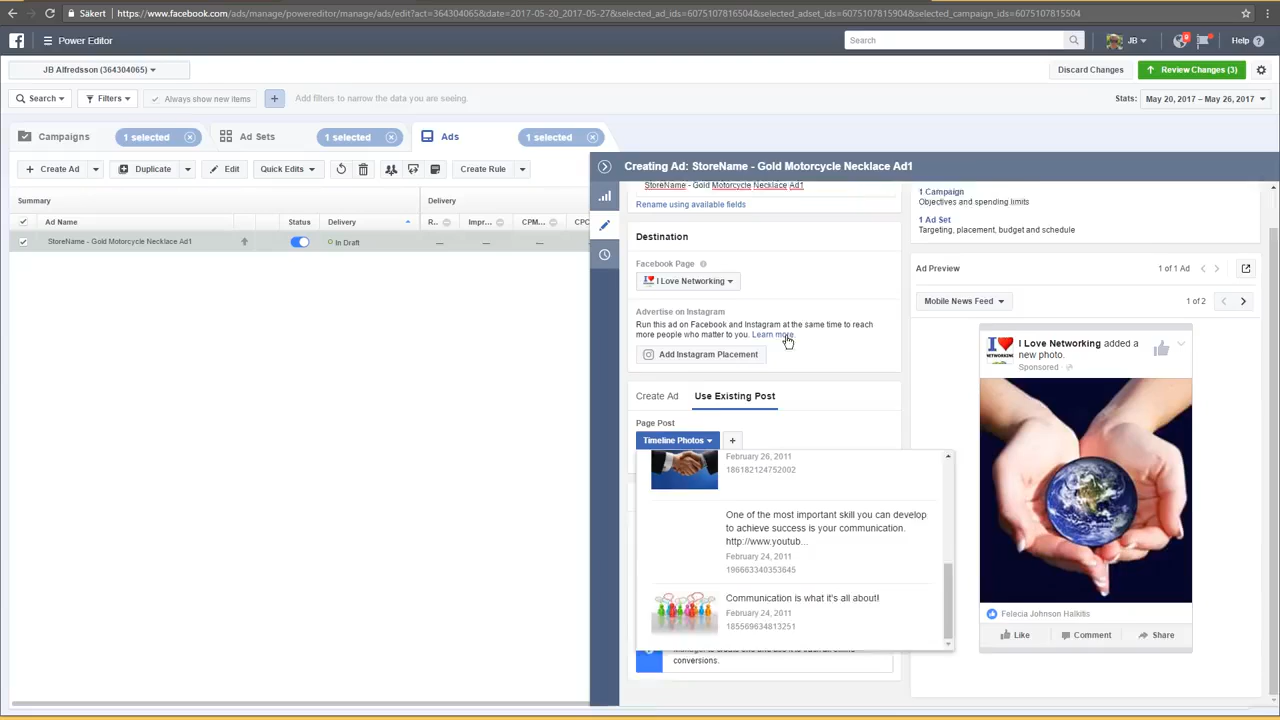 Säkert
https://www.facebook.com/ads/manage/powereditor/manage/ads/edit?act=364304065&date=2017-05-20_2017-05-27&selected_ad_ids=6075107816504&selected_adset_ids=6075107815904&selected_campaign_ids=6075107815504
Power Editor
Search
JB
Help
JB Alfredsson (364304065)
Discard Changes
Review Changes (3)
Search
Filters
Always show new items
+
Add filters to narrow the data you are seeing.
Stats:
May 20, 2017 – May 26, 2017
Campaigns
1 selected
Ad Sets
1 selected
Ads
1 selected
+ Create Ad
Duplicate
Edit
Quick Edits
Create Rule
Summary
Delivery
Ad Name
Status
Delivery
R...
Impr...
CPM...
CPC
StoreName - Gold Motorcycle Necklace Ad1
In Draft
—
—
—
—
Creating Ad: StoreName - Gold Motorcycle Necklace Ad1
StoreName - Gold Motorcycle Necklace Ad1
Rename using available fields
Destination
Facebook Page
I Love Networking
Advertise on Instagram
Run this ad on Facebook and Instagram at the same time to reach
more people who matter to you. Learn more.
Add Instagram Placement
Create Ad
Use Existing Post
Page Post
Timeline Photos
+
February 26, 2011
186182124752002
One of the most important skill you can develop
to achieve success is your communication.
http://www.youtub...
February 24, 2011
196663340353645
Communication is what it's all about!
February 24, 2011
185569634813251
conversions.
1 Campaign
Objectives and spending limits
1 Ad Set
Targeting, placement, budget and schedule
Ad Preview
1 of 1 Ad
Mobile News Feed
1 of 2
I Love Networking added a
new photo.
Sponsored
Felecia Johnson Halkitis
Like
Comment
Share